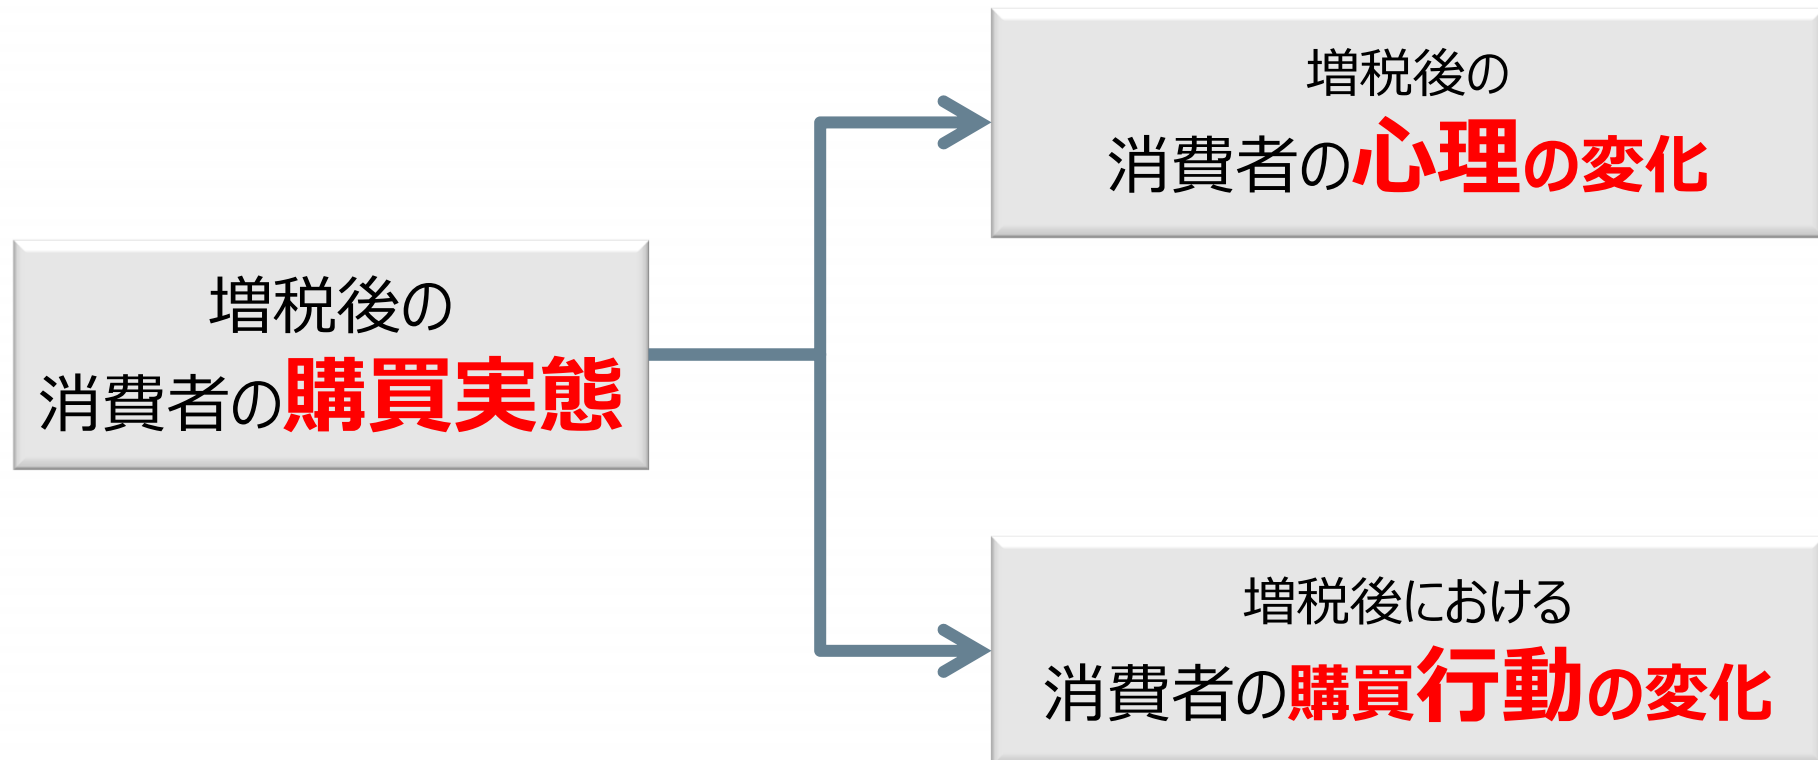 増税後の
消費者の心理の変化
増税後の
消費者の購買実態
増税後における
消費者の購買行動の変化